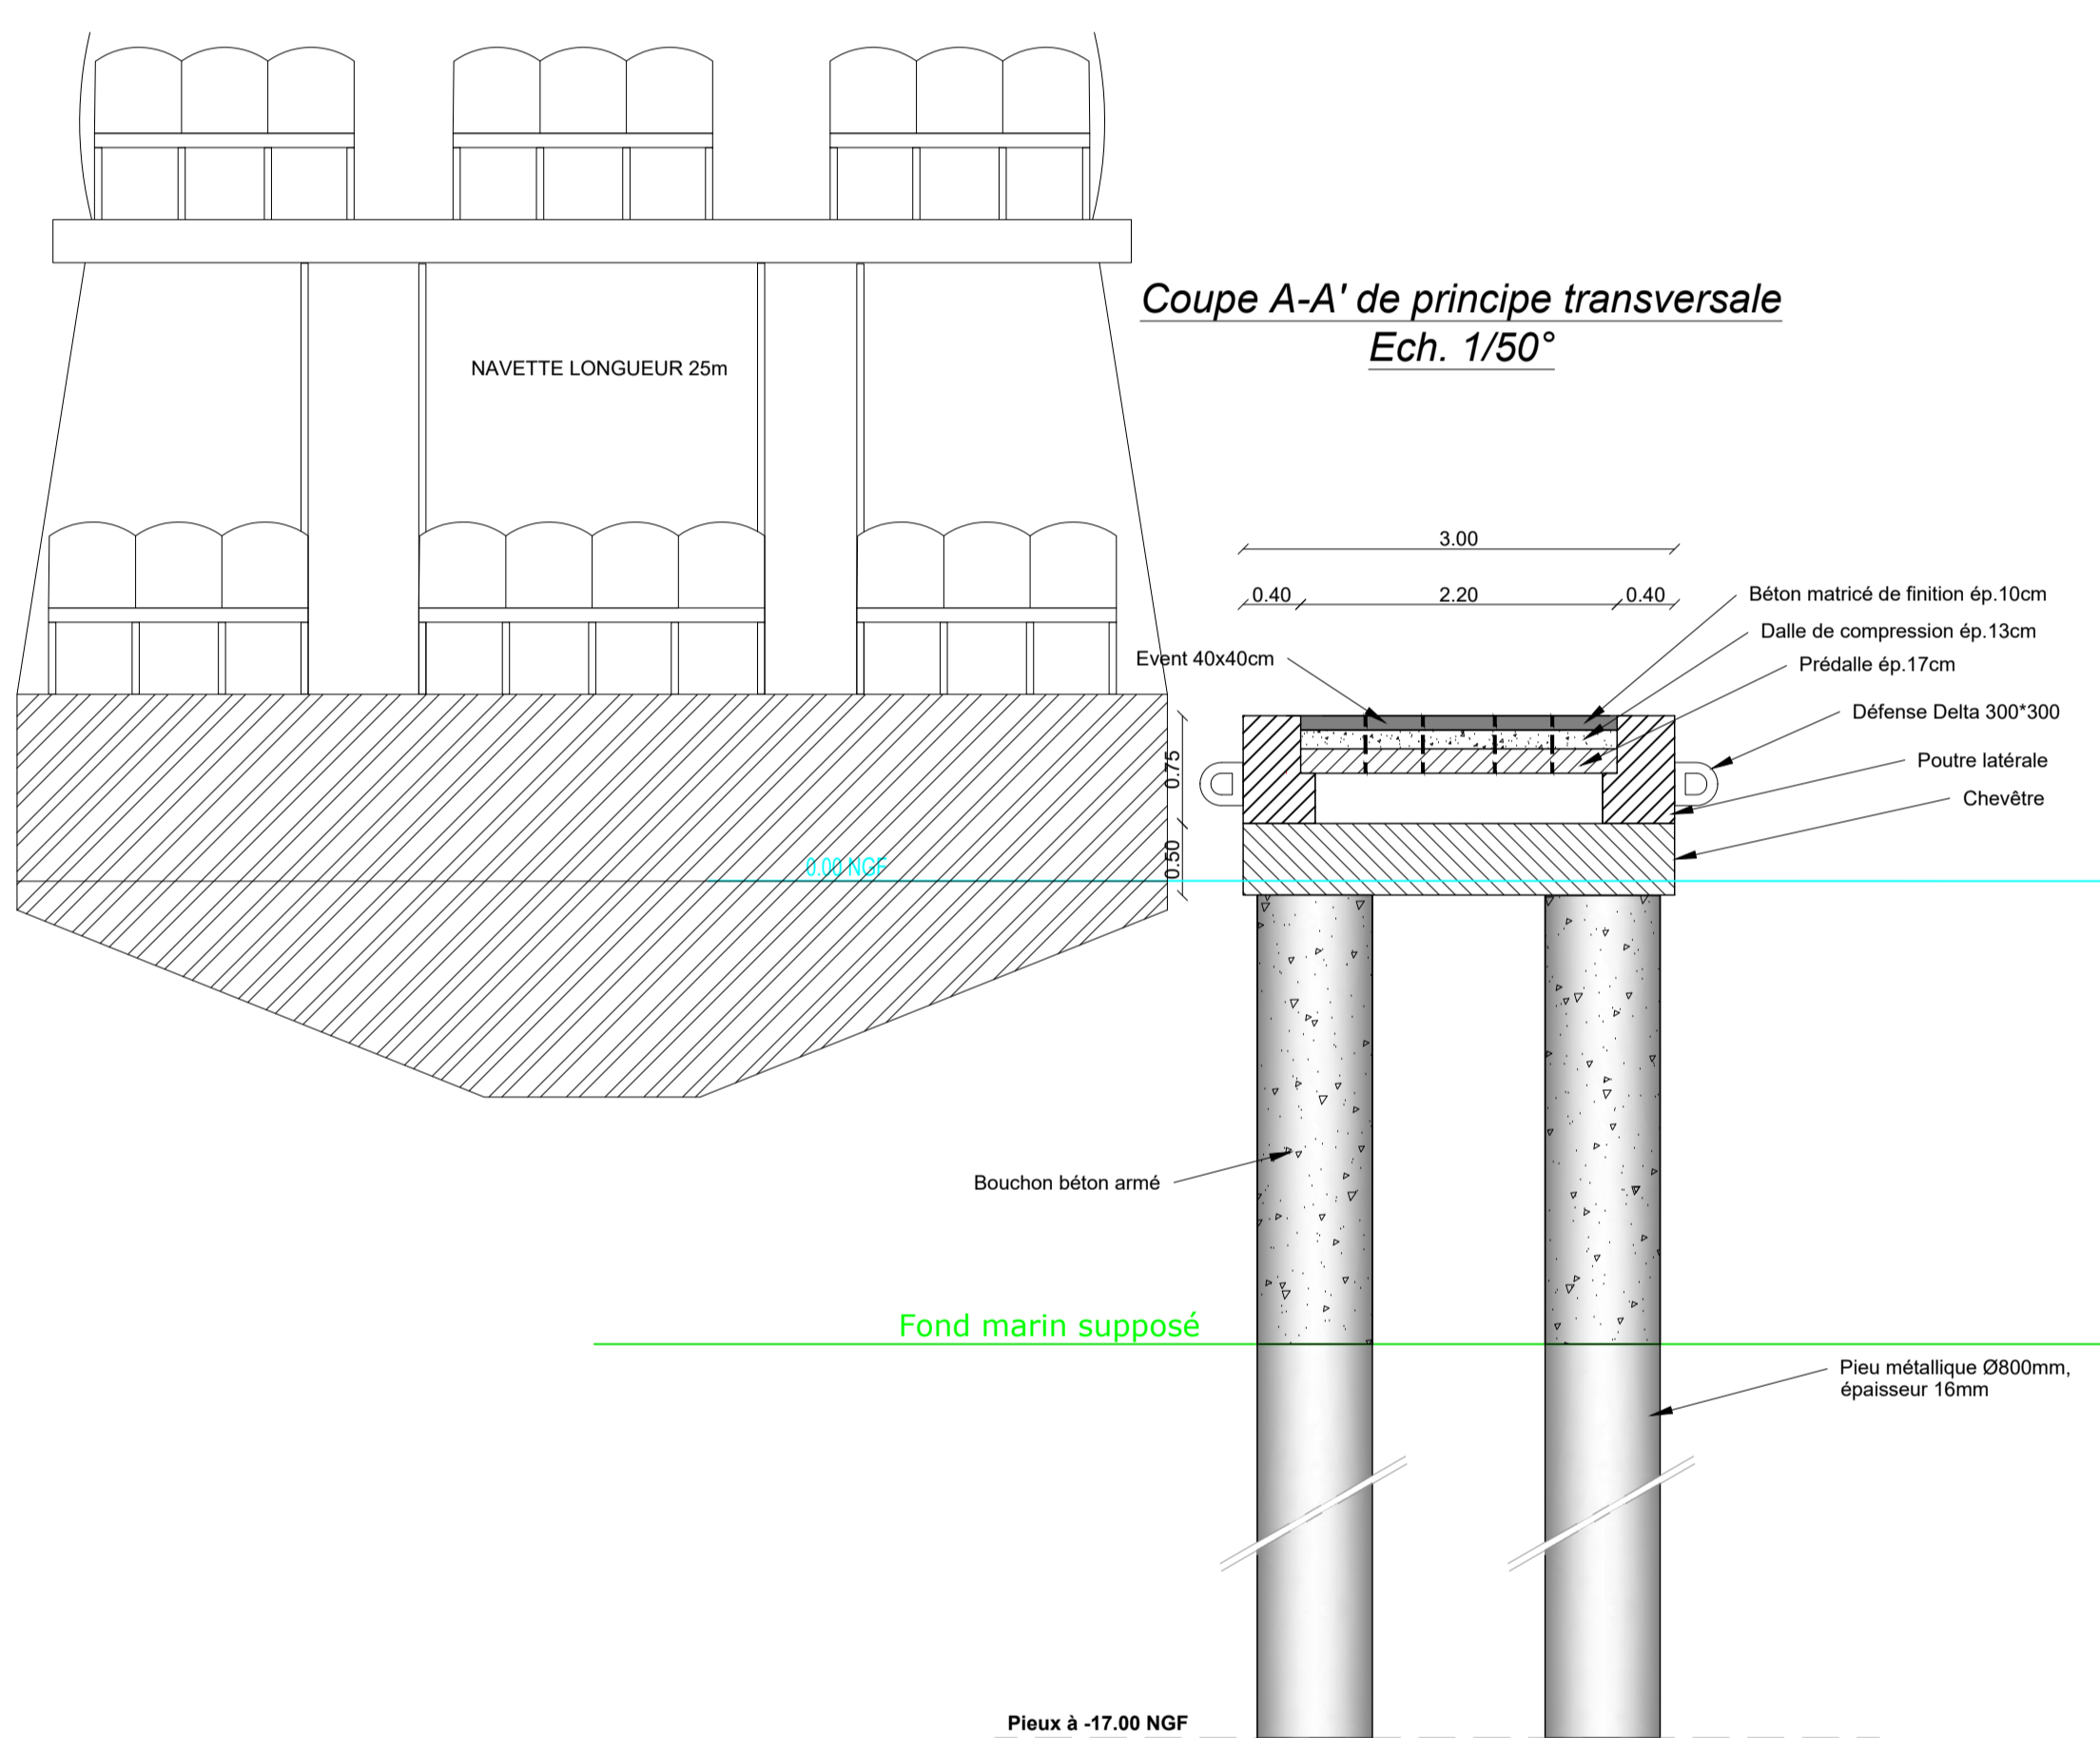 Coupe A-A' de principe transversale
Ech. 1/50°
NAVETTE LONGUEUR 25m
3.00
0.40
2.20
0.40
Béton matricé de finition ép.10cm
Dalle de compression ép.13cm
Event 40x40cm
Prédalle ép.17cm
Défense Delta 300*300
0.75
Poutre latérale
Chevêtre
0.50
0.00 NGF
Bouchon béton armé
Fond marin supposé
Pieu métallique Ø800mm,
épaisseur 16mm
Pieux à -17.00 NGF